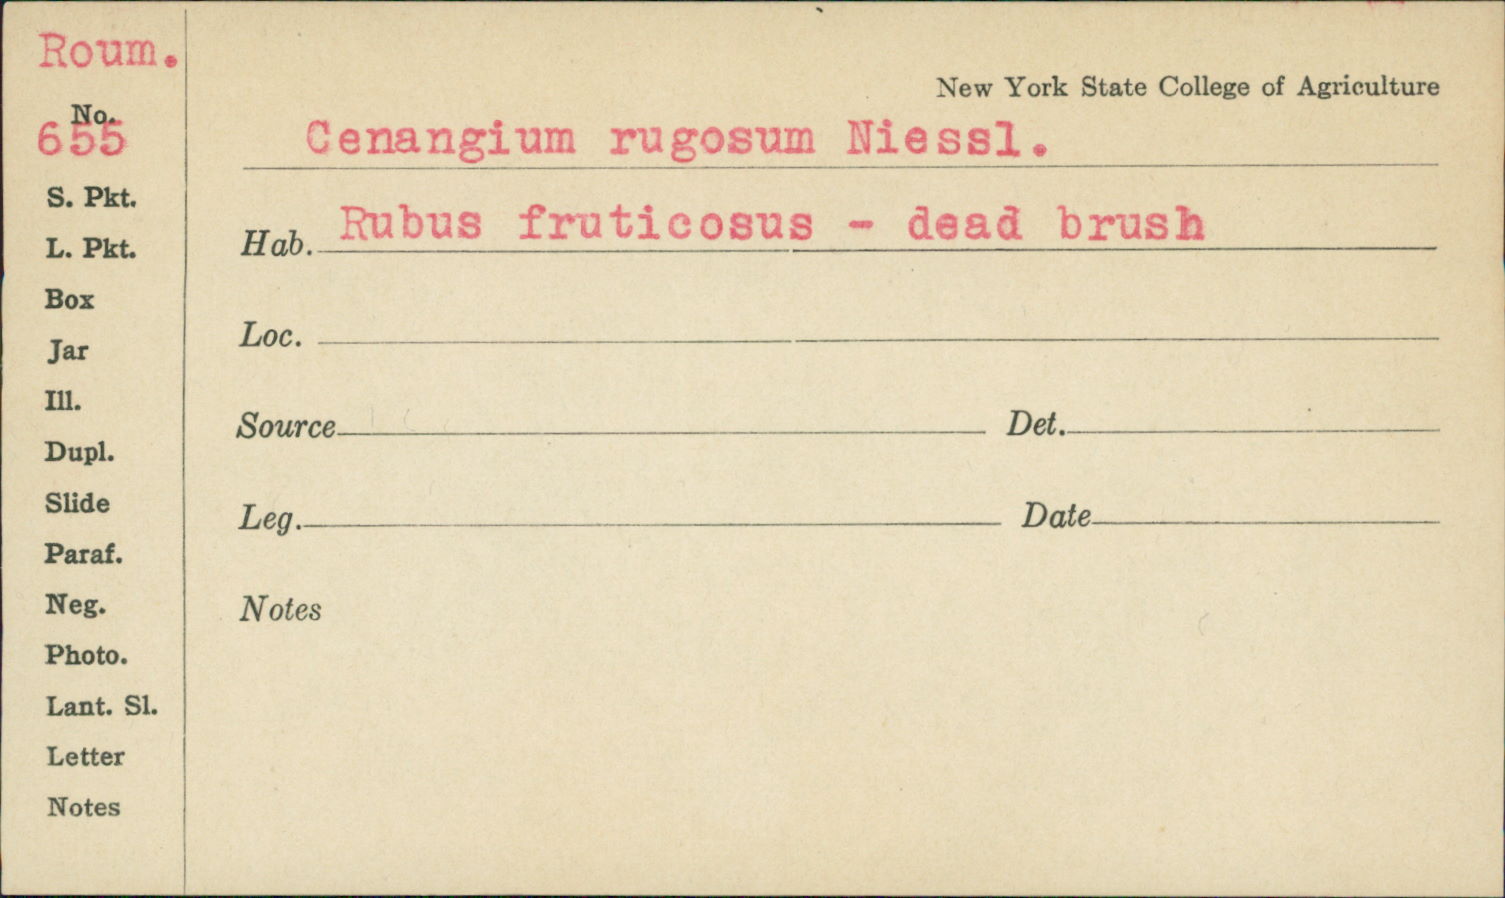 Roum.
No.
655
S. Pkt.
L. Pkt.
Box
Jar
Ill.
Dupl.
Slide
Paraf.
Neg.
Photo.
Lant. Sl.
Letter
Notes
New York State College of Agriculture
Cenangium rugosum Niessl.
Hab. Rubus fruticosus - dead brush
Loc.
Source Det.
Leg. Date
Notes